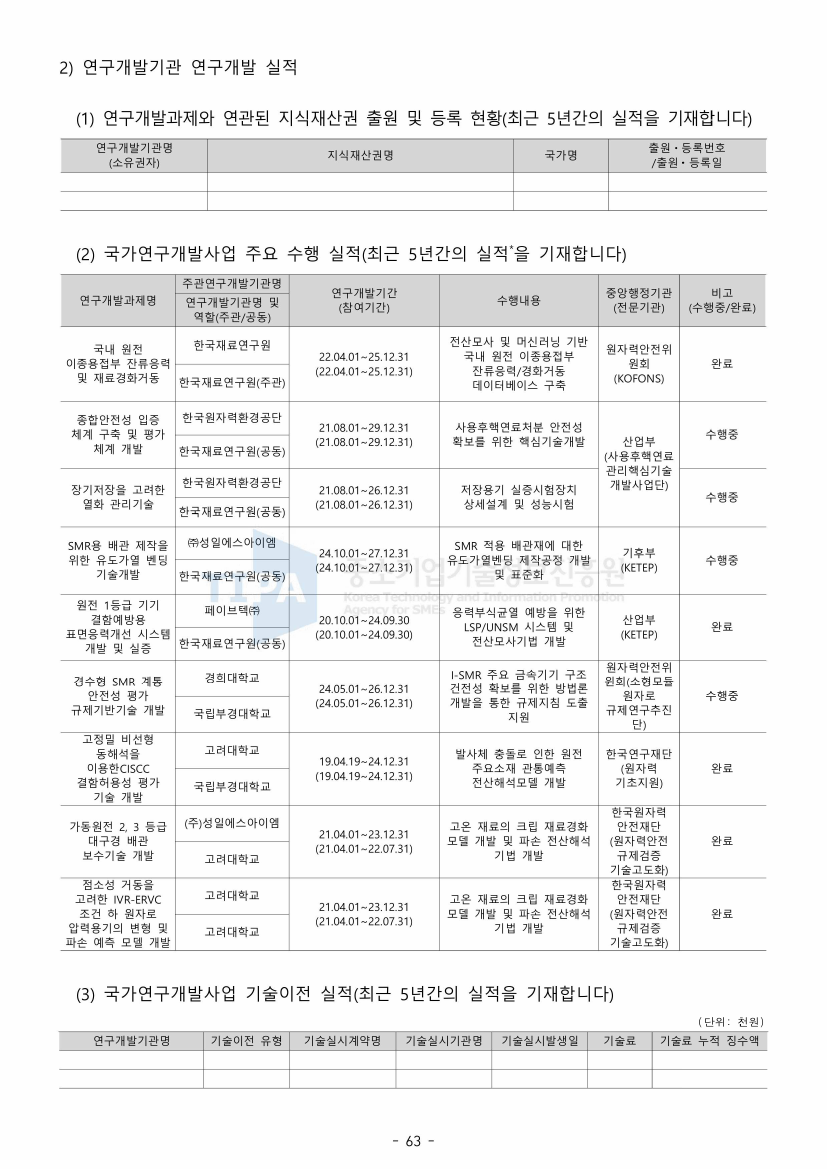 2) 연구개발기관 연구개발 실적
(1) 연구개발과제와 연관된 지식재산권 출원 및 등록 현황(최근 5년간의 실적을 기재합니다)
연구개발기관명
(소유권자)
지식재산권명
국가명
출원・등록번호
/출원・등록일
(2) 국가연구개발사업 주요 수행 실적(최근 5년간의 실적*을 기재합니다)
연구개발과제명
주관연구개발기관명
연구개발기관명 및
역할(주관/공동)
연구개발기간
(참여기간)
수행내용
중앙행정기관
(전문기관)
비고
(수행중/완료)
국내 원전
이종용접부 잔류응력
및 재료경화거동
한국재료연구원
한국재료연구원(주관)
22.04.01~25.12.31
(22.04.01~25.12.31)
전산모사 및 머신러닝 기반
국내 원전 이종용접부
잔류응력/경화거동
데이터베이스 구축
원자력안전위
원회
(KOFONS)
완료
종합안전성 입증
체계 구축 및 평가
체계 개발
한국원자력환경공단
한국재료연구원(공동)
21.08.01~29.12.31
(21.08.01~29.12.31)
사용후핵연료처분 안전성
확보를 위한 핵심기술개발
산업부
(사용후핵연료
관리핵심기술
개발사업단)
수행중
장기저장을 고려한
열화 관리기술
한국원자력환경공단
한국재료연구원(공동)
21.08.01~26.12.31
(21.08.01~26.12.31)
저장용기 실증시험장치
상세설계 및 성능시험
수행중
SMR용 배관 제작을
위한 유도가열 벤딩
기술개발
㈜성일에스아이엠
한국재료연구원(공동)
24.10.01~27.12.31
(24.10.01~27.12.31)
SMR 적용 배관재에 대한
유도가열벤딩 제작공정 개발
및 표준화
기후부
(KETEP)
수행중
원전 1등급 기기
결함예방용
표면응력개선 시스템
개발 및 실증
페이브텍㈜
한국재료연구원(공동)
20.10.01~24.09.30
(20.10.01~24.09.30)
응력부식균열 예방을 위한
LSP/UNSM 시스템 및
전산모사기법 개발
산업부
(KETEP)
완료
경수형 SMR 계통
안전성 평가
규제기반기술 개발
경희대학교
국립부경대학교
24.05.01~26.12.31
(24.05.01~26.12.31)
I-SMR 주요 금속기기 구조
건전성 확보를 위한 방법론
개발을 통한 규제지침 도출
지원
원자력안전위
원회(소형모듈
원자로
규제연구추진
단)
수행중
고정밀 비선형
동해석을
이용한CISCC
결함허용성 평가
기술 개발
고려대학교
국립부경대학교
19.04.19~24.12.31
(19.04.19~24.12.31)
발사체 충돌로 인한 원전
주요소재 관통예측
전산해석모델 개발
한국연구재단
(원자력
기초지원)
완료
가동원전 2, 3 등급
대구경 배관
보수기술 개발
(주)성일에스아이엠
고려대학교
21.04.01~23.12.31
(21.04.01~22.07.31)
고온 재료의 크립 재료경화
모델 개발 및 파손 전산해석
기법 개발
한국원자력
안전재단
(원자력안전
규제검증
기술고도화)
완료
점소성 거동을
고려한 IVR-ERVC
조건 하 원자로
압력용기의 변형 및
파손 예측 모델 개발
고려대학교
고려대학교
21.04.01~23.12.31
(21.04.01~22.07.31)
고온 재료의 크립 재료경화
모델 개발 및 파손 전산해석
기법 개발
한국원자력
안전재단
(원자력안전
규제검증
기술고도화)
완료
TIPA
중소기업기술정보진흥원
Korea Technology and Information Promotion
Agency for SMEs
(3) 국가연구개발사업 기술이전 실적(최근 5년간의 실적을 기재합니다)
(단위: 천원)
연구개발기관명
기술이전 유형
기술실시계약명
기술실시기관명
기술실시발생일
기술료
기술료 누적 징수액
- 63 -